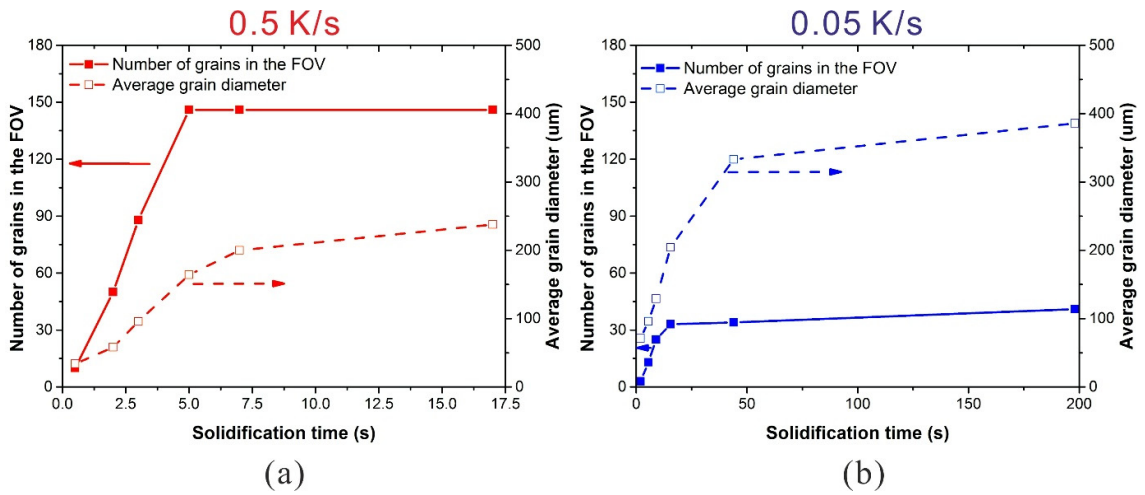 0.5 K/s
180
150
120
90
60
30
0
Number of grains in the FOV
Number of grains in the FOV
Average grain diameter
500
400
300
200
100
0
Average grain diameter (um)
0.0 2.5 5.0 7.5 10.0 12.5 15.0 17.5
Solidification time (s)
(a)
0.05 K/s
180
150
120
90
60
30
0
Number of grains in the FOV
Number of grains in the FOV
Average grain diameter
500
400
300
200
100
0
Average grain diameter (um)
0 50 100 150 200
Solidification time (s)
(b)